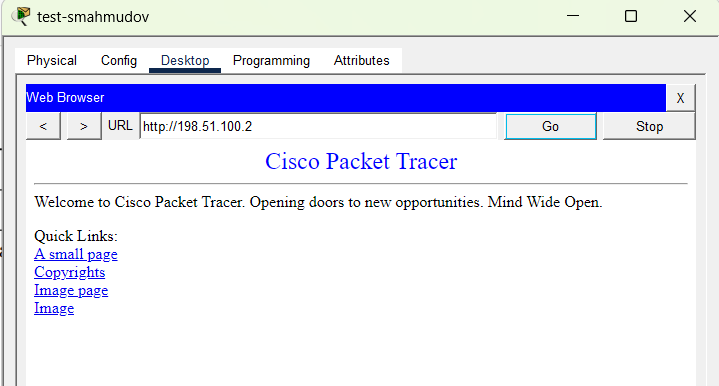 test-smahmudov
Physical Config Desktop Programming Attributes
Web Browser X
< > URL http://198.51.100.2 Go Stop
Cisco Packet Tracer
Welcome to Cisco Packet Tracer. Opening doors to new opportunities. Mind Wide Open.
Quick Links:
A small page
Copyrights
Image page
Image